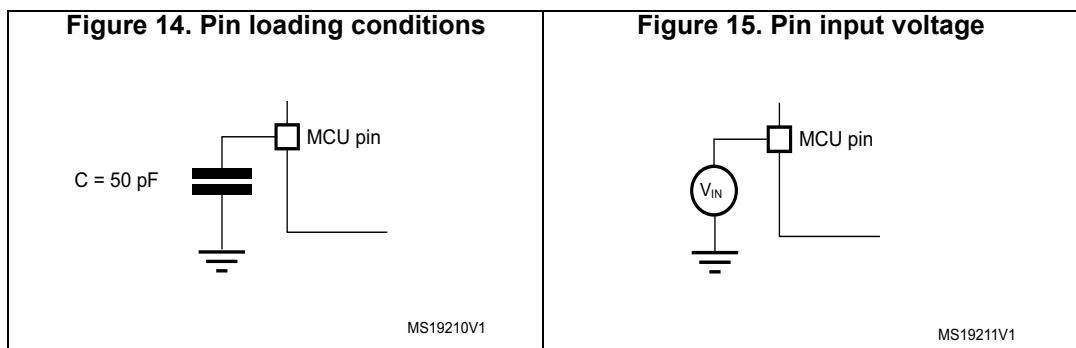 Figure 14. Pin loading conditions
MCU pin
C = 50 pF
MS19210V1
Figure 15. Pin input voltage
MCU pin
VIN
MS19211V1